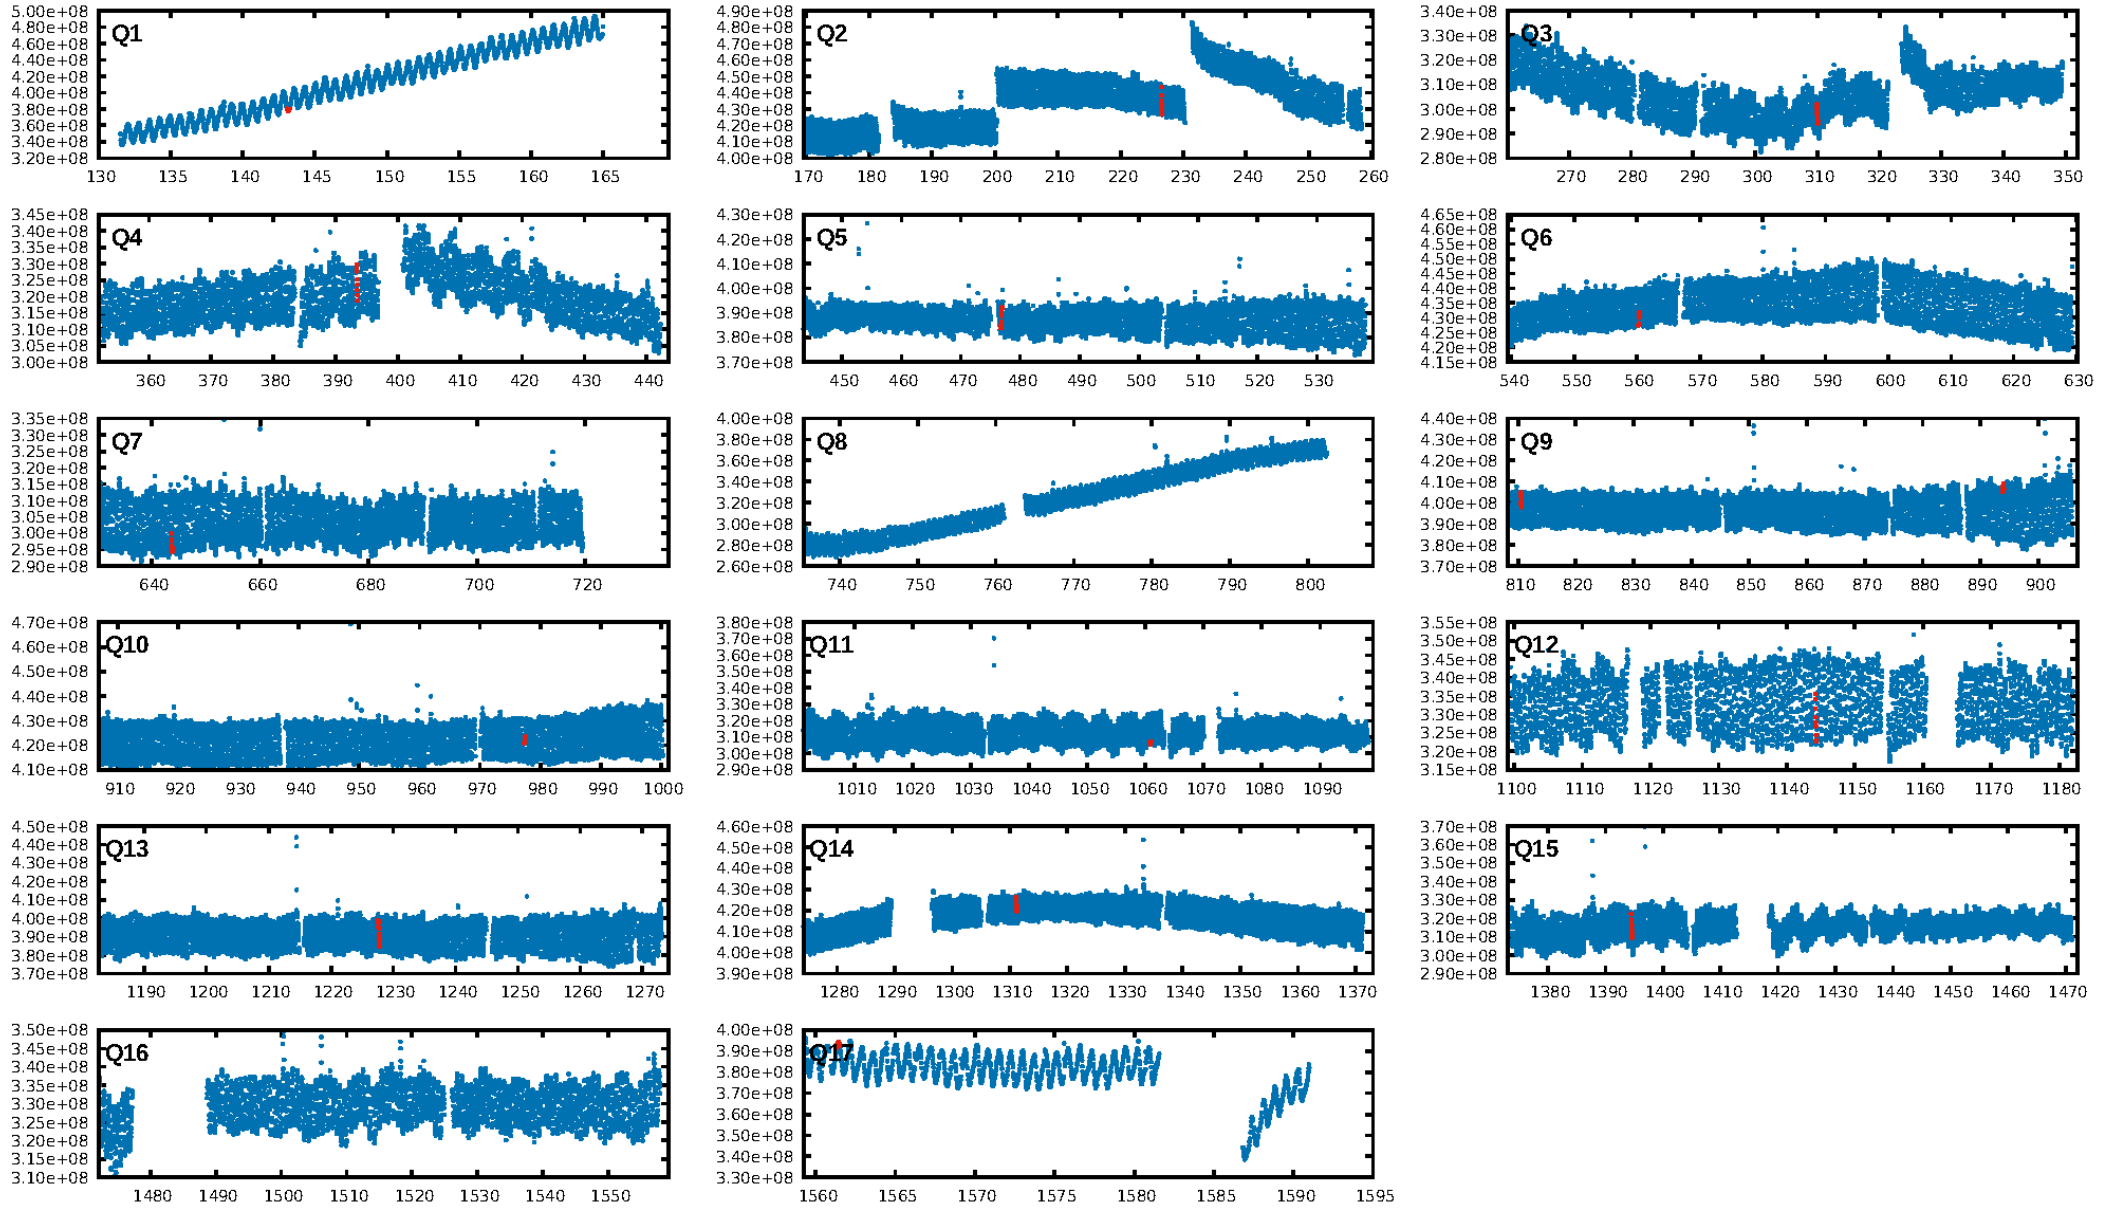 5.00e+08
4.80e+08
4.60e+08
4.40e+08
4.20e+08
4.00e+08
3.80e+08
3.60e+08
3.40e+08
3.20e+08
Q1
130 135 140 145 150 155 160 165
4.90e+08
4.80e+08
4.70e+08
4.60e+08
4.50e+08
4.40e+08
4.30e+08
4.20e+08
4.10e+08
4.00e+08
Q2
170 180 190 200 210 220 230 240 250 260
3.40e+08
3.30e+08
3.20e+08
3.10e+08
3.00e+08
2.90e+08
2.80e+08
Q3
270 280 290 300 310 320 330 340 350
3.45e+08
3.40e+08
3.35e+08
3.30e+08
3.25e+08
3.20e+08
3.15e+08
3.10e+08
3.05e+08
3.00e+08
Q4
360 370 380 390 400 410 420 430 440
4.30e+08
4.20e+08
4.10e+08
4.00e+08
3.90e+08
3.80e+08
3.70e+08
Q5
450 460 470 480 490 500 510 520 530
4.65e+08
4.60e+08
4.55e+08
4.50e+08
4.45e+08
4.40e+08
4.35e+08
4.30e+08
4.25e+08
4.20e+08
4.15e+08
Q6
540 550 560 570 580 590 600 610 620 630
3.35e+08
3.30e+08
3.25e+08
3.20e+08
3.15e+08
3.10e+08
3.05e+08
3.00e+08
2.95e+08
2.90e+08
Q7
640 660 680 700 720
4.00e+08
3.80e+08
3.60e+08
3.40e+08
3.20e+08
3.00e+08
2.80e+08
2.60e+08
Q8
740 750 760 770 780 790 800
4.40e+08
4.30e+08
4.20e+08
4.10e+08
4.00e+08
3.90e+08
3.80e+08
3.70e+08
Q9
810 820 830 840 850 860 870 880 890 900
4.70e+08
4.60e+08
4.50e+08
4.40e+08
4.30e+08
4.20e+08
4.10e+08
Q10
910 920 930 940 950 960 970 980 990 1000
3.80e+08
3.70e+08
3.60e+08
3.50e+08
3.40e+08
3.30e+08
3.20e+08
3.10e+08
3.00e+08
2.90e+08
Q11
1010 1020 1030 1040 1050 1060 1070 1080 1090
3.55e+08
3.50e+08
3.45e+08
3.40e+08
3.35e+08
3.30e+08
3.25e+08
3.20e+08
3.15e+08
Q12
1100 1110 1120 1130 1140 1150 1160 1170 1180
4.50e+08
4.40e+08
4.30e+08
4.20e+08
4.10e+08
4.00e+08
3.90e+08
3.80e+08
3.70e+08
Q13
1190 1200 1210 1220 1230 1240 1250 1260 1270
4.60e+08
4.50e+08
4.40e+08
4.30e+08
4.20e+08
4.10e+08
4.00e+08
3.90e+08
Q14
1280 1290 1300 1310 1320 1330 1340 1350 1360 1370
3.70e+08
3.60e+08
3.50e+08
3.40e+08
3.30e+08
3.20e+08
3.10e+08
3.00e+08
2.90e+08
Q15
1380 1390 1400 1410 1420 1430 1440 1450 1460 1470
3.50e+08
3.45e+08
3.40e+08
3.35e+08
3.30e+08
3.25e+08
3.20e+08
3.15e+08
3.10e+08
Q16
1480 1490 1500 1510 1520 1530 1540 1550
4.00e+08
3.90e+08
3.80e+08
3.70e+08
3.60e+08
3.50e+08
3.40e+08
3.30e+08
Q17
1560 1565 1570 1575 1580 1585 1590 1595